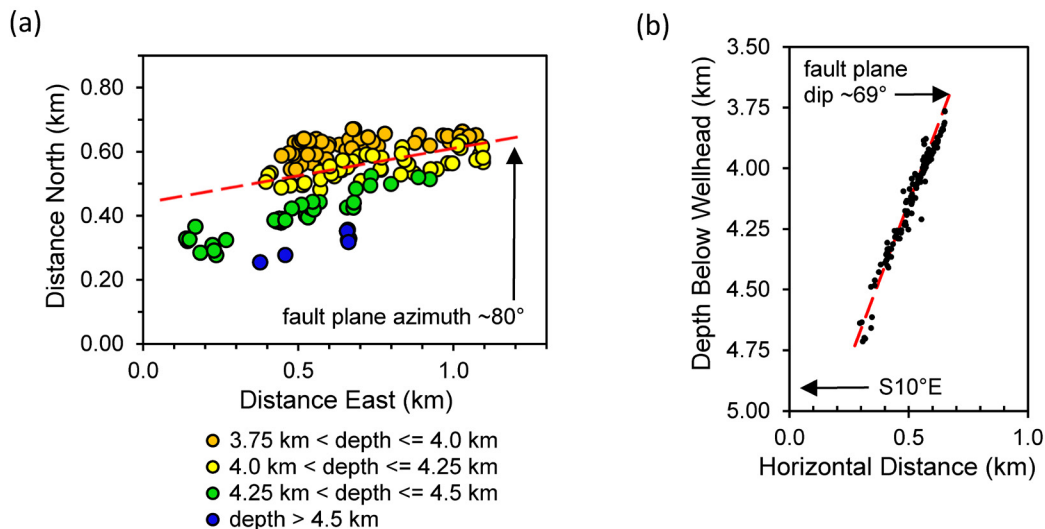 (a)
0.80
0.60
0.40
0.20
0.00
Distance North (km)
fault plane azimuth ~80°
0.0
0.5
1.0
Distance East (km)
3.75 km < depth <= 4.0 km
4.0 km < depth <= 4.25 km
4.25 km < depth <= 4.5 km
depth > 4.5 km
(b)
3.50
3.75
4.00
4.25
4.50
4.75
5.00
Depth Below Wellhead (km)
fault plane
dip ~69°
S10°E
0.0
0.5
1.0
Horizontal Distance (km)